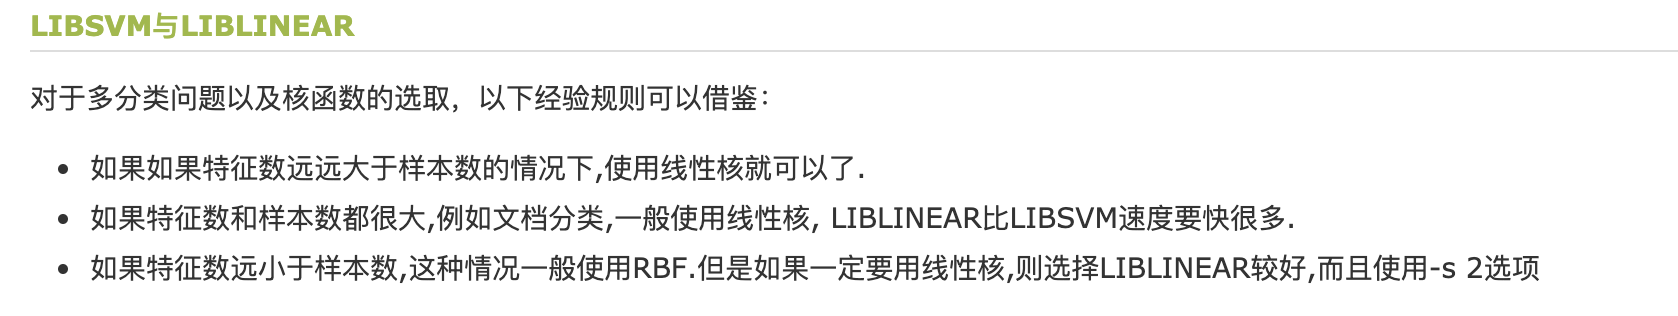 LIBSVM与LIBLINEAR
对于多分类问题以及核函数的选取，以下经验规则可以借鉴：
如果如果特征数远远大于样本数的情况下,使用线性核就可以了.
如果特征数和样本数都很大,例如文档分类,一般使用线性核, LIBLINEAR比LIBSVM速度要快很多.
如果特征数远小于样本数,这种情况一般使用RBF.但是如果一定要用线性核,则选择LIBLINEAR较好,而且使用-s 2选项